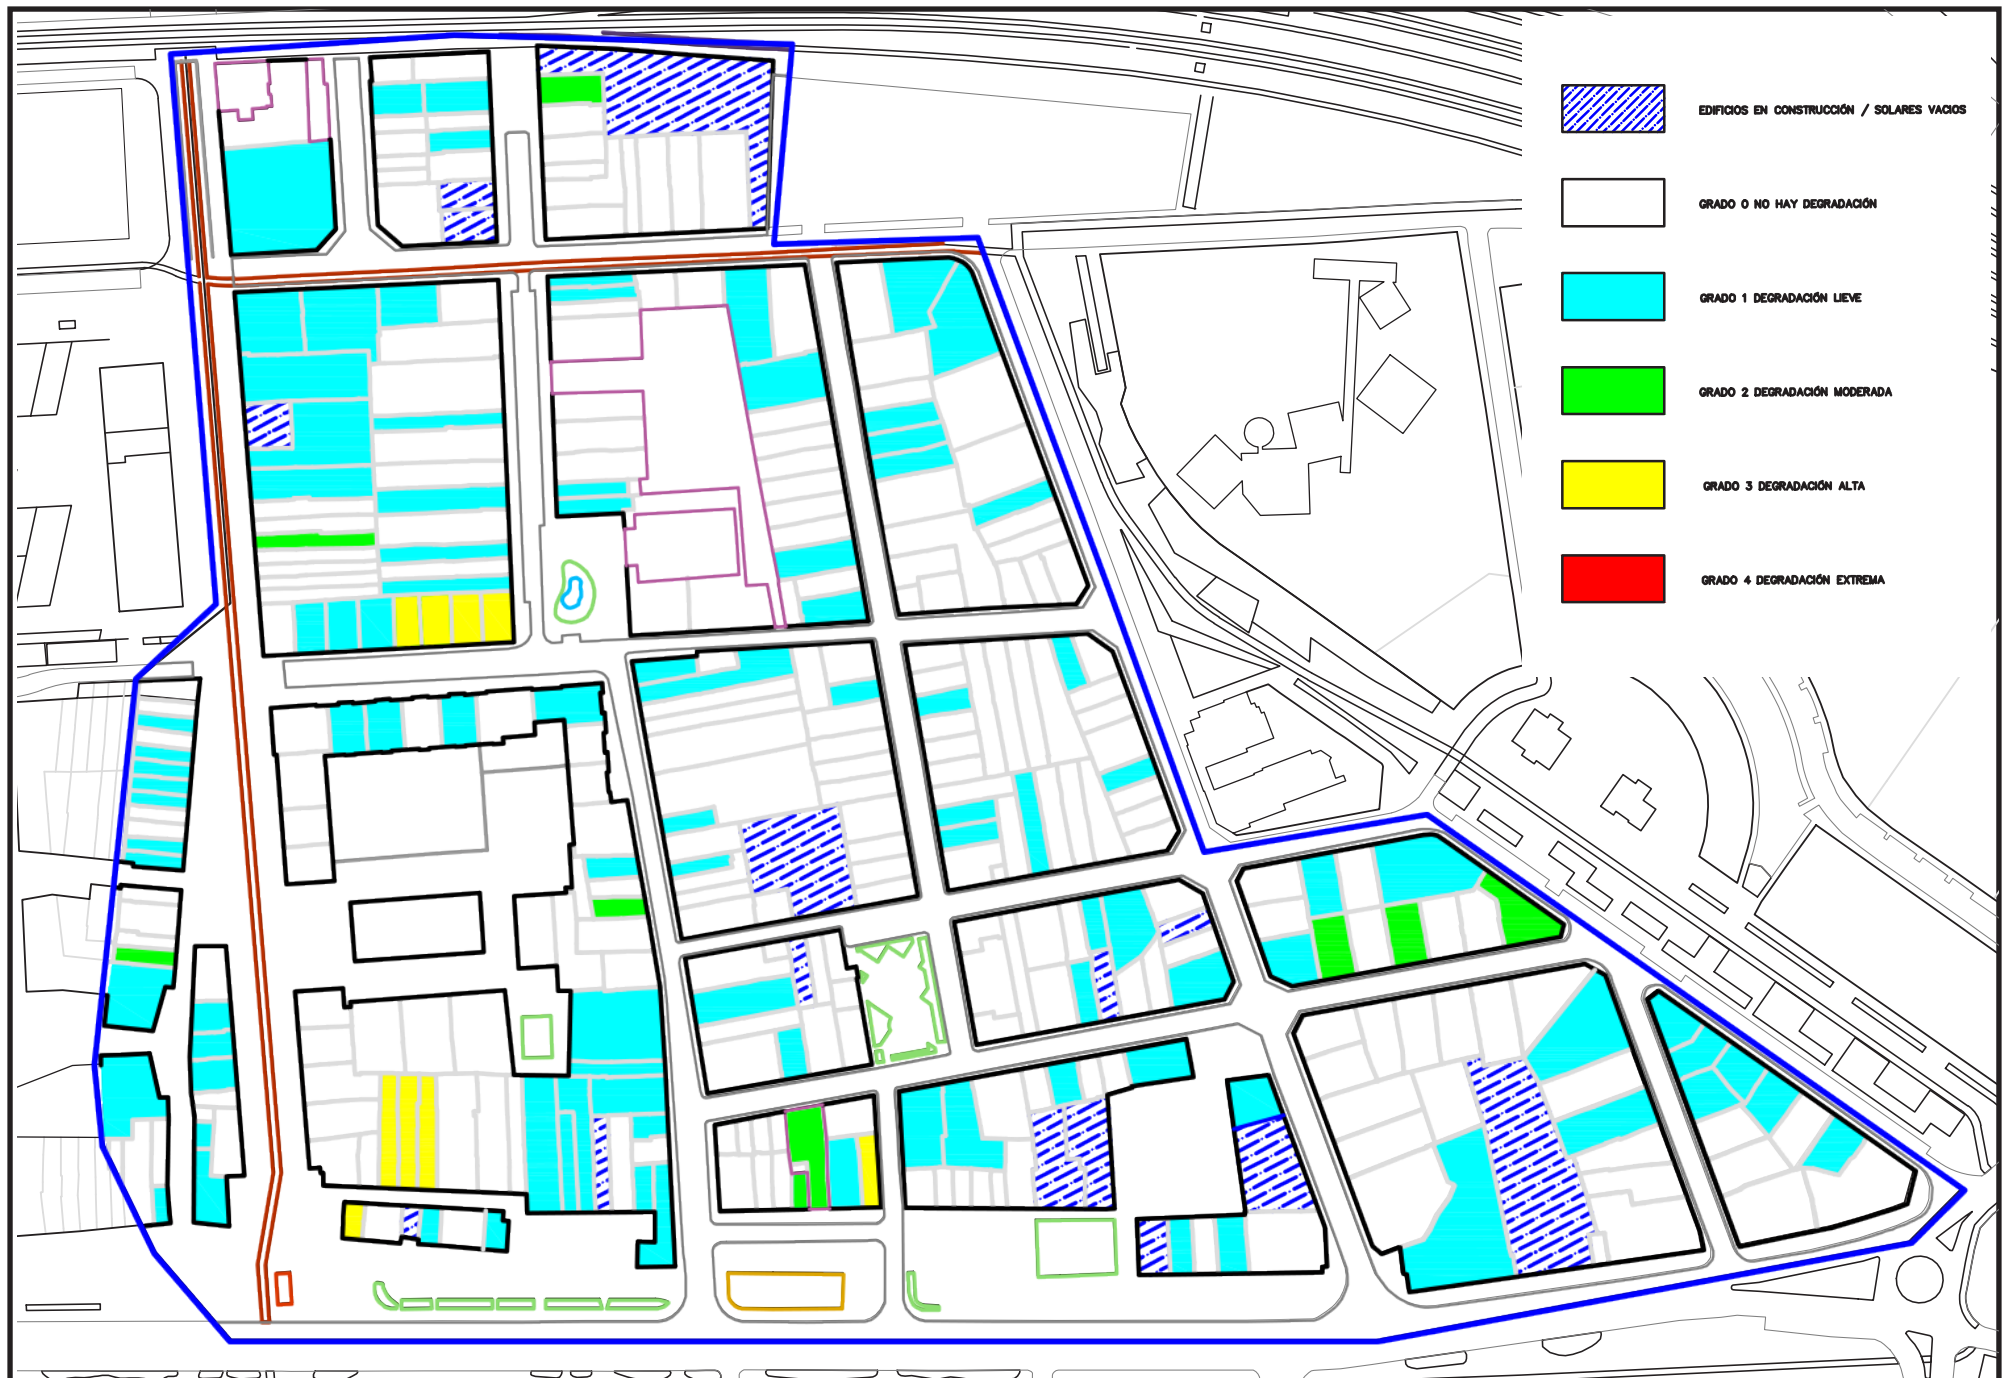 EDIFICIOS EN CONSTRUCCIÓN / SOLARES VACIOS
GRADO 0 NO HAY DEGRADACIÓN
GRADO 1 DEGRADACIÓN LIEVE
GRADO 2 DEGRADACIÓN MODERADA
GRADO 3 DEGRADACIÓN ALTA
GRADO 4 DEGRADACIÓN EXTREMA